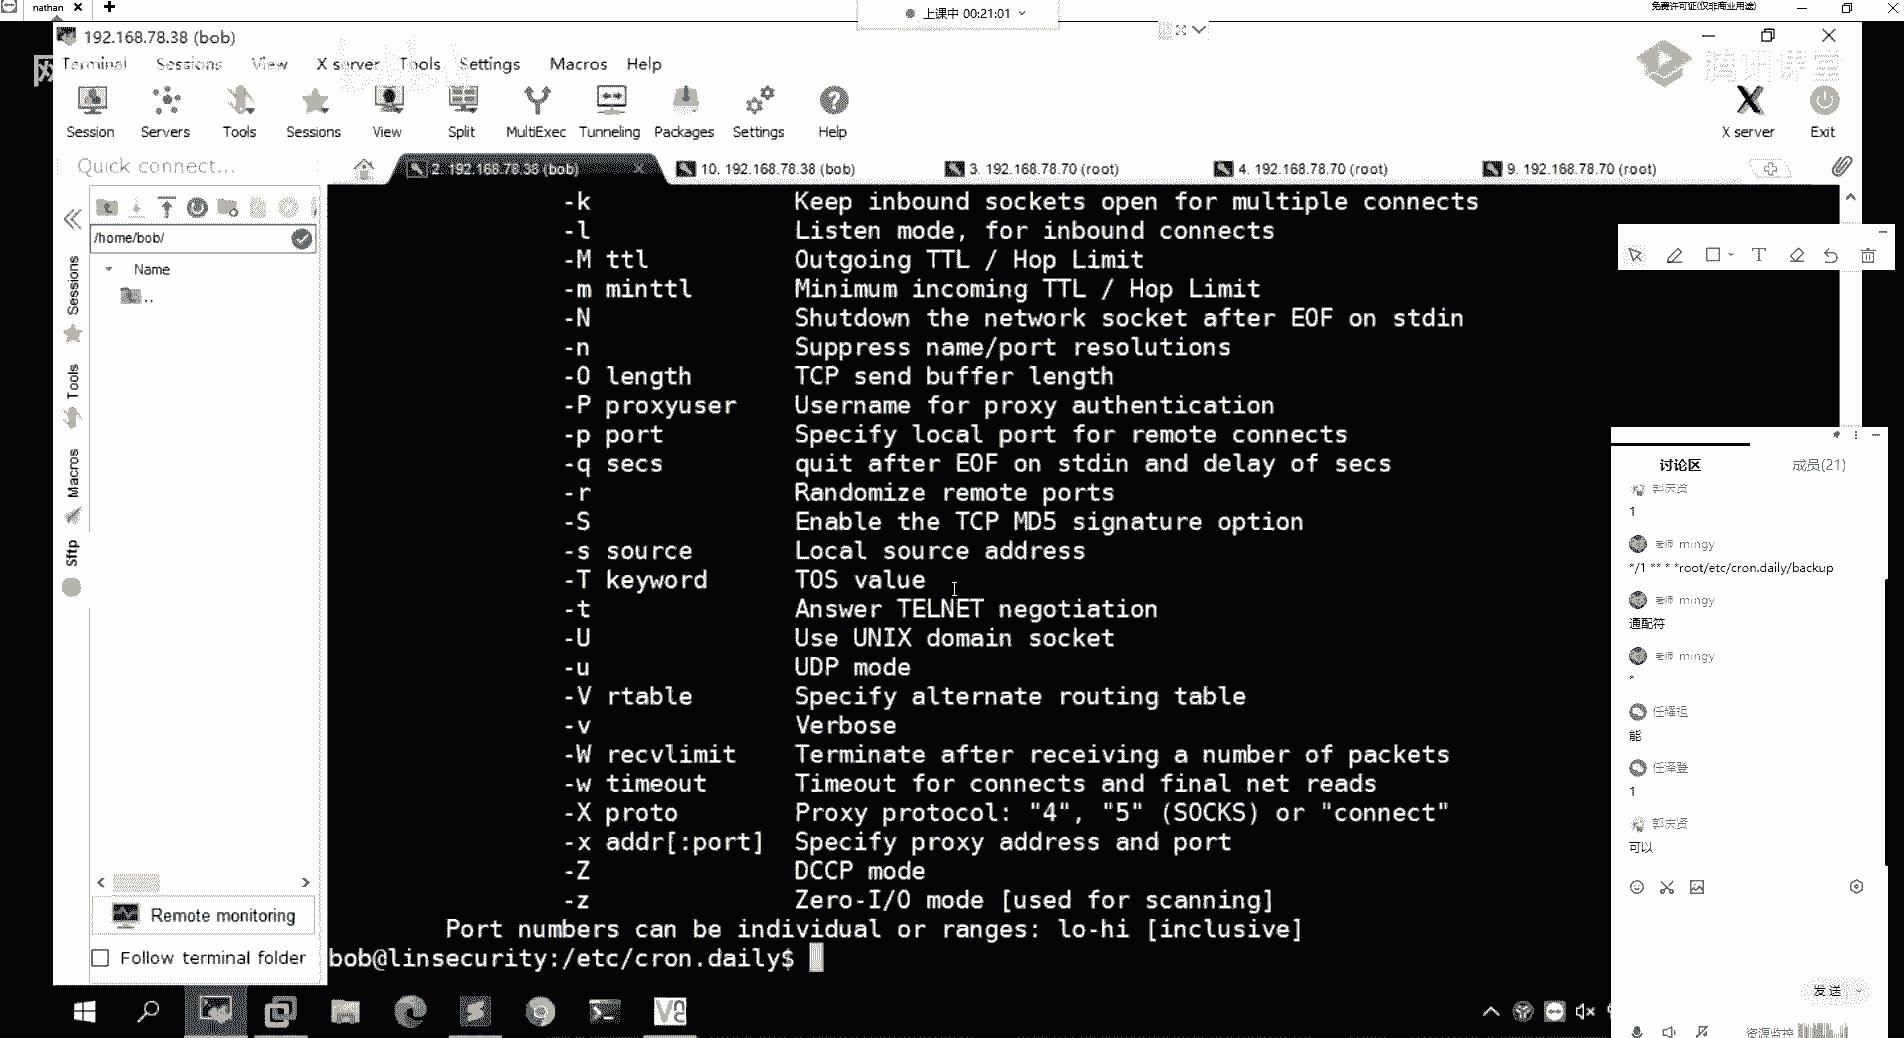 nathan
上课中 00:21:01
免费许可证(仅非商业用途)
192.168.78.38 (bob)
Terminal Sessions View X server Tools Settings Macros Help
腾讯课堂
Session Servers Tools Sessions View Split MultiExec Tunneling Packages Settings Help X server Exit
Quick connect...
2. 192.168.78.38 (bob)
10. 192.168.78.38 (bob)
3. 192.168.78.70 (root)
4. 192.168.78.70 (root)
9. 192.168.78.70 (root)
/home/bob/
Name
..
Sessions
Tools
Macros
Sftp
Remote monitoring
Follow terminal folder
-k Keep inbound sockets open for multiple connects
-l Listen mode, for inbound connects
-M ttl Outgoing TTL / Hop Limit
-m minttl Minimum incoming TTL / Hop Limit
-N Shutdown the network socket after EOF on stdin
-n Suppress name/port resolutions
-O length TCP send buffer length
-P proxyuser Username for proxy authentication
-p port Specify local port for remote connects
-q secs quit after EOF on stdin and delay of secs
-r Randomize remote ports
-S Enable the TCP MD5 signature option
-s source Local source address
-T keyword TOS value
-t Answer TELNET negotiation
-U Use UNIX domain socket
-u UDP mode
-V rtable Specify alternate routing table
-v Verbose
-W recvlimit Terminate after receiving a number of packets
-w timeout Timeout for connects and final net reads
-X proto Proxy protocol: "4", "5" (SOCKS) or "connect"
-x addr[:port] Specify proxy address and port
-Z DCCP mode
-z Zero-I/O mode [used for scanning]
Port numbers can be individual or ranges: lo-hi [inclusive]
bob@linsecurity:/etc/cron.daily$
讨论区 成员(21)
郭庆贤
1
老师 mingy
*/1 ** * *root/etc/cron.daily/backup
老师 mingy
通配符
老师 mingy
*
任耀祖
能
任泽登
1
郭庆贤
可以
发送
资源监控